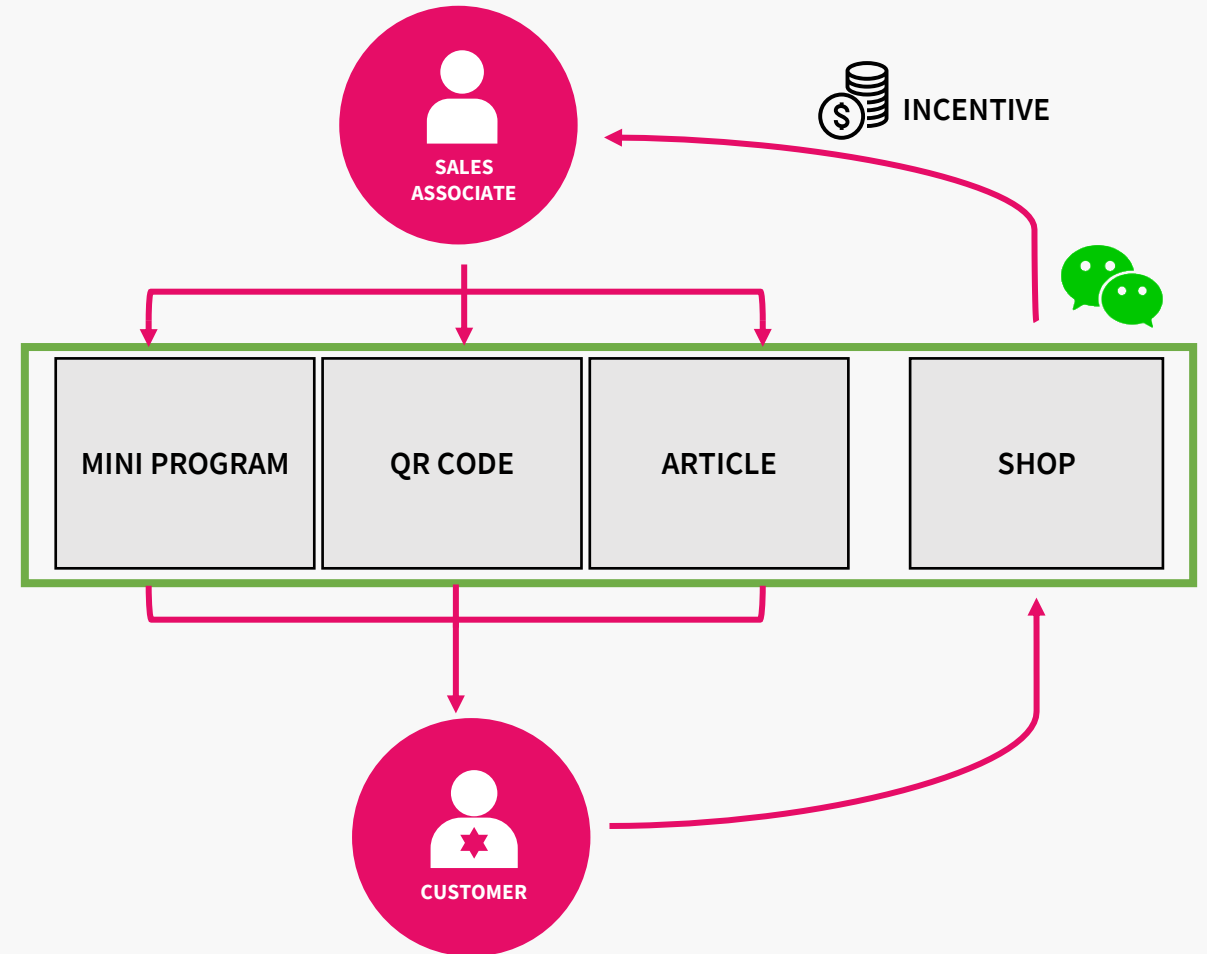 INCENTIVE
SALES
ASSOCIATE
MINI PROGRAM
QR CODE
ARTICLE
SHOP
CUSTOMER